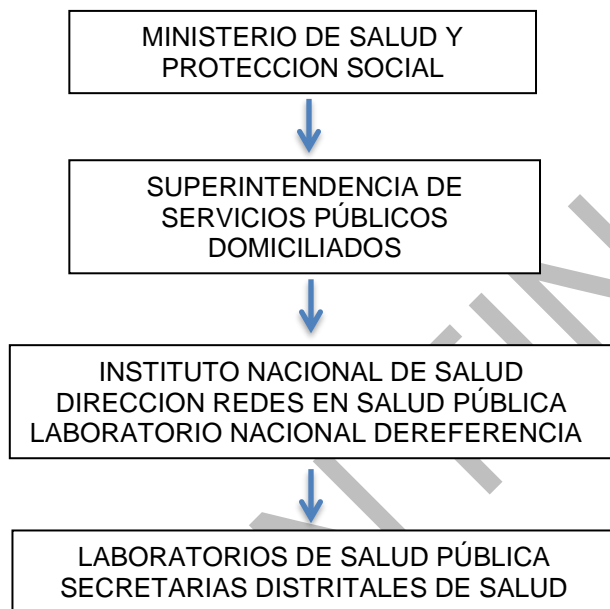 MINISTERIO DE SALUD Y
PROTECCION SOCIAL
SUPERINTENDENCIA DE
SERVICIOS PÚBLICOS
DOMICILIADOS
INSTITUTO NACIONAL DE SALUD
DIRECCION REDES EN SALUD PÚBLICA
LABORATORIO NACIONAL DEREFERENCIA
LABORATORIOS DE SALUD PÚBLICA
SECRETARIAS DISTRITALES DE SALUD